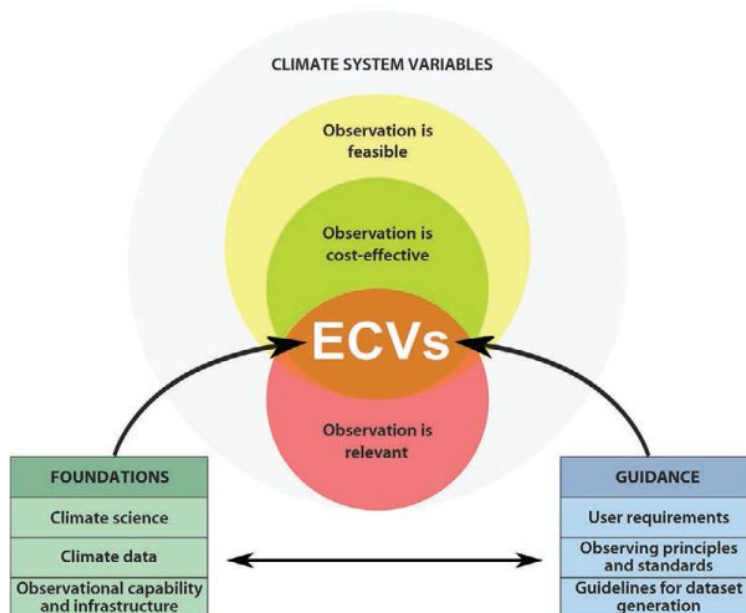 CLIMATE SYSTEM VARIABLES
Observation is
feasible
Observation is
cost-effective
ECVs
Observation is
relevant
FOUNDATIONS
Climate science
Climate data
Observational capability
and infrastructure
GUIDANCE
User requirements
Observing principles
and standards
Guidelines for dataset
generation